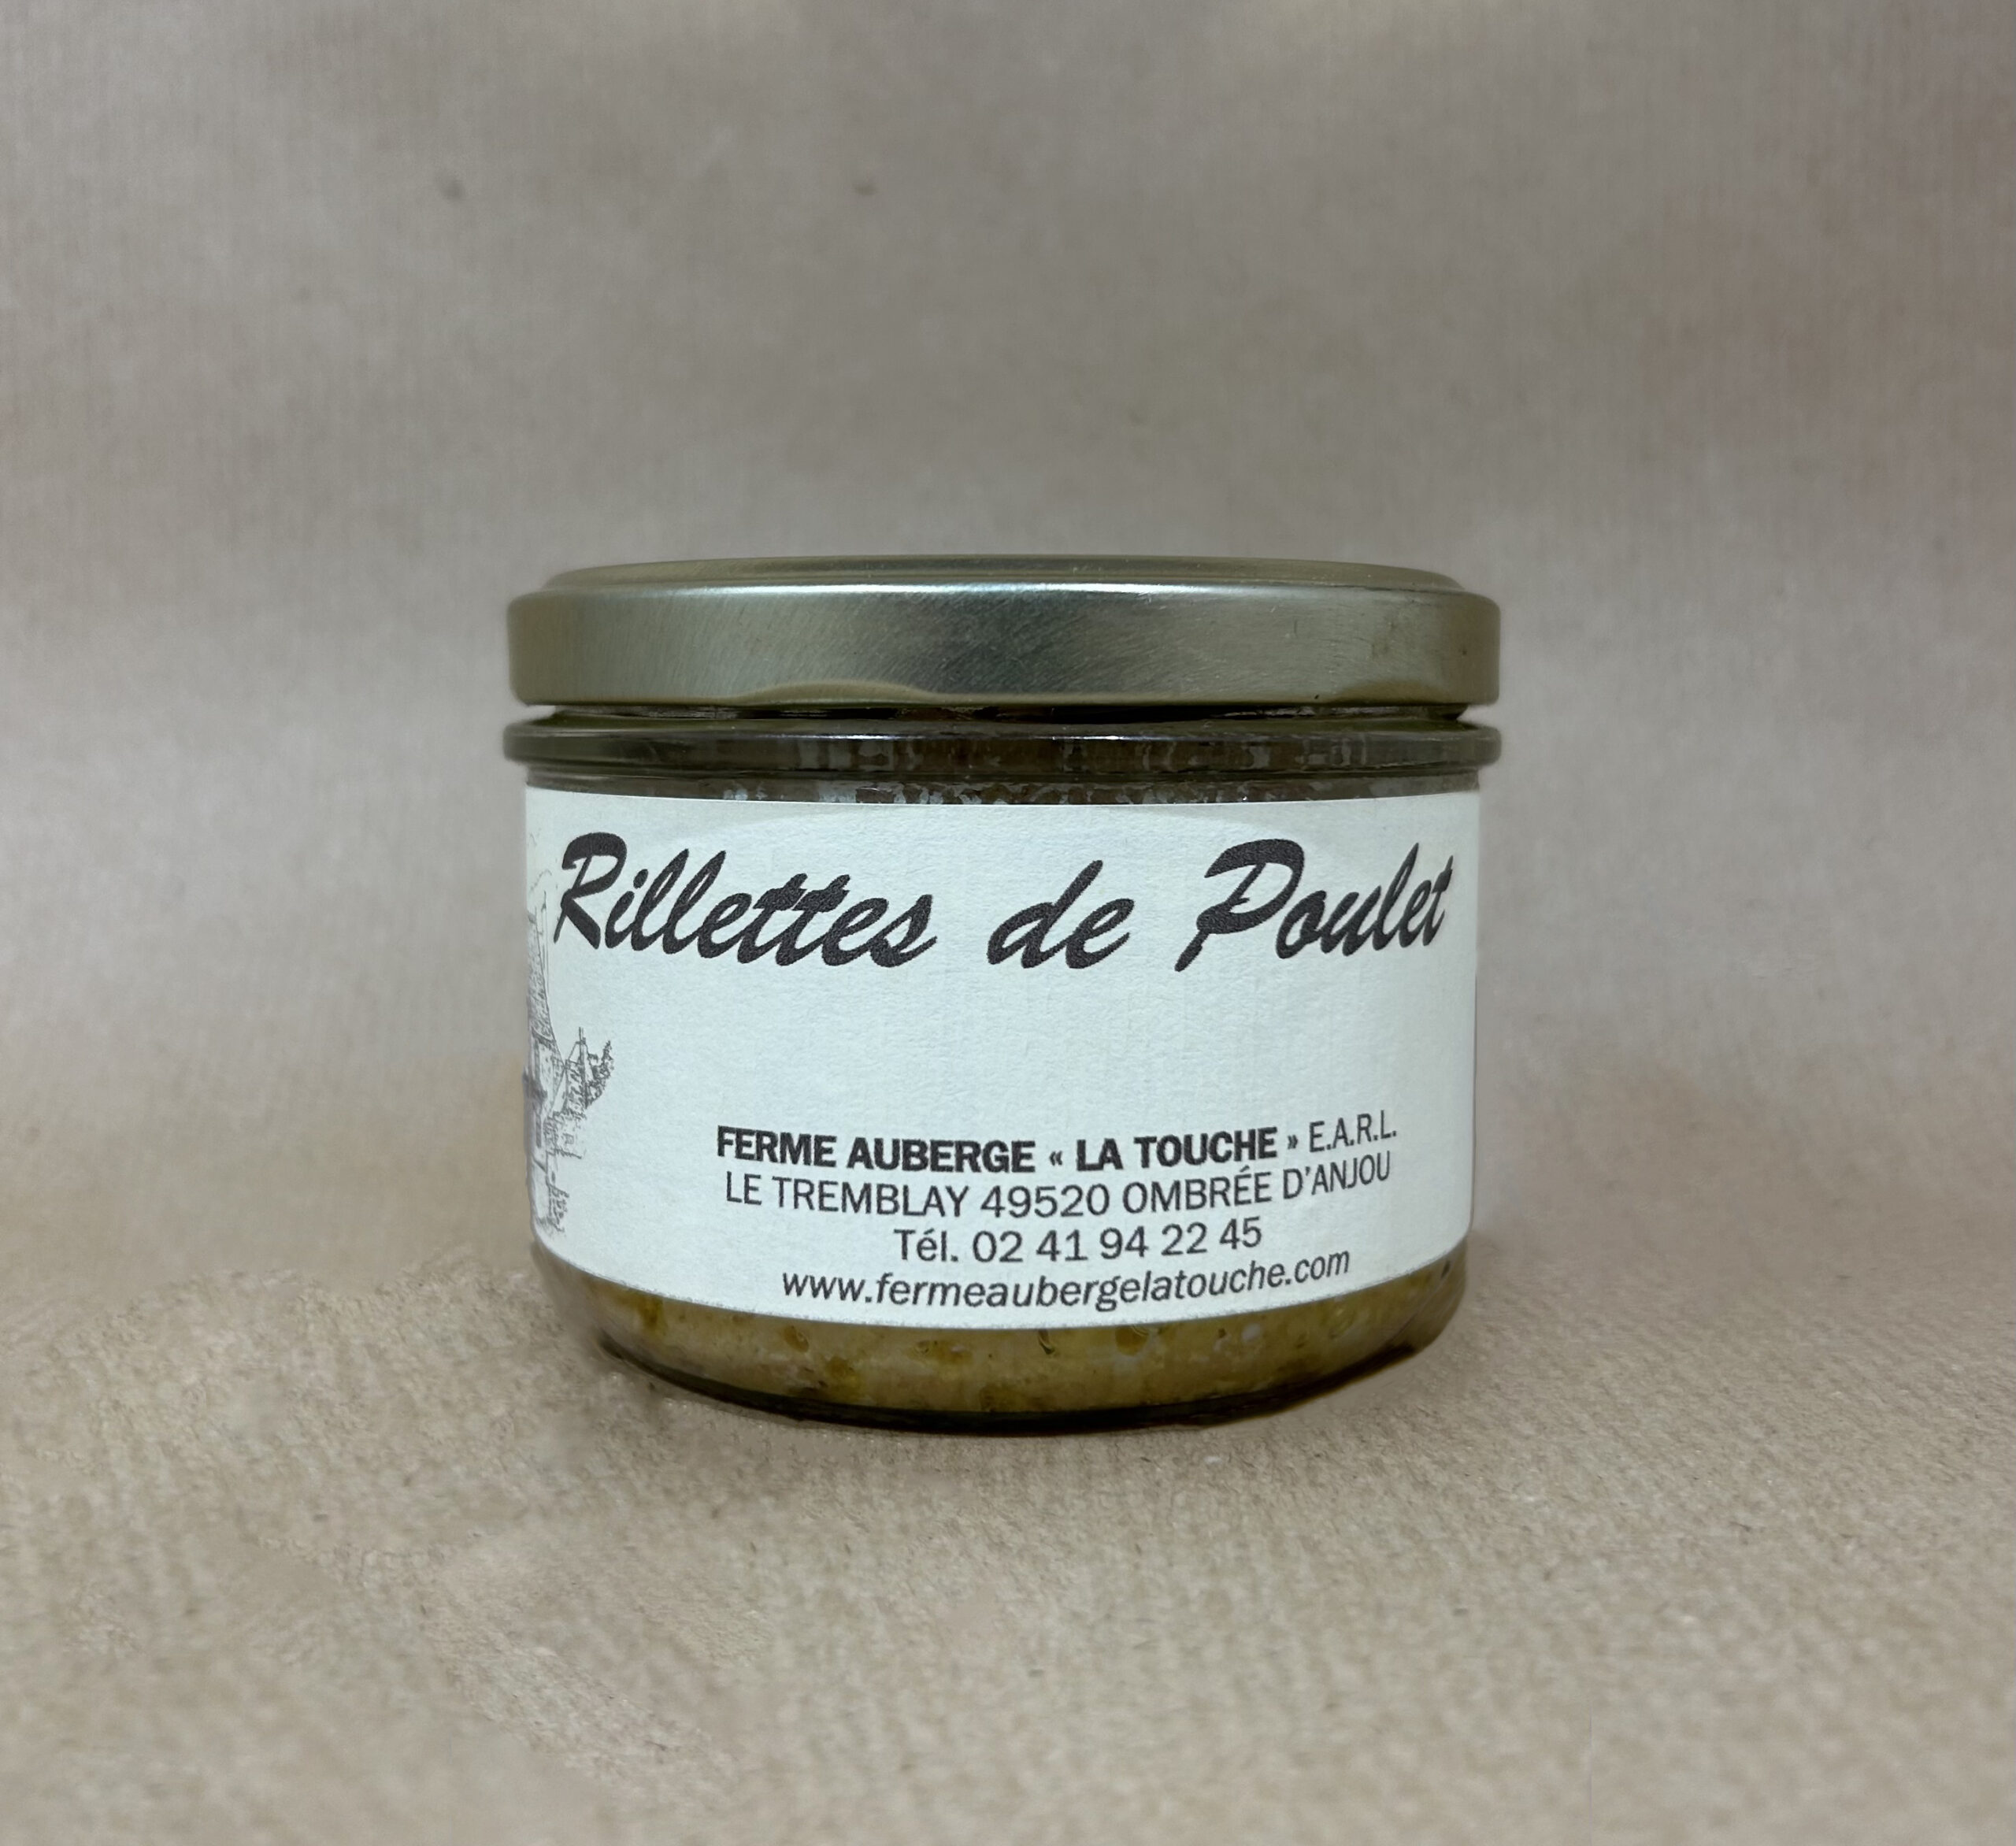 Rillettes de Poulet
FERME AUBERGE « LA TOUCHE » E.A.R.L.
LE TREMBLAY 49520 OMBRÉE D'ANJOU
Tél. 02 41 94 22 45
www.fermeaubergelatouche.com